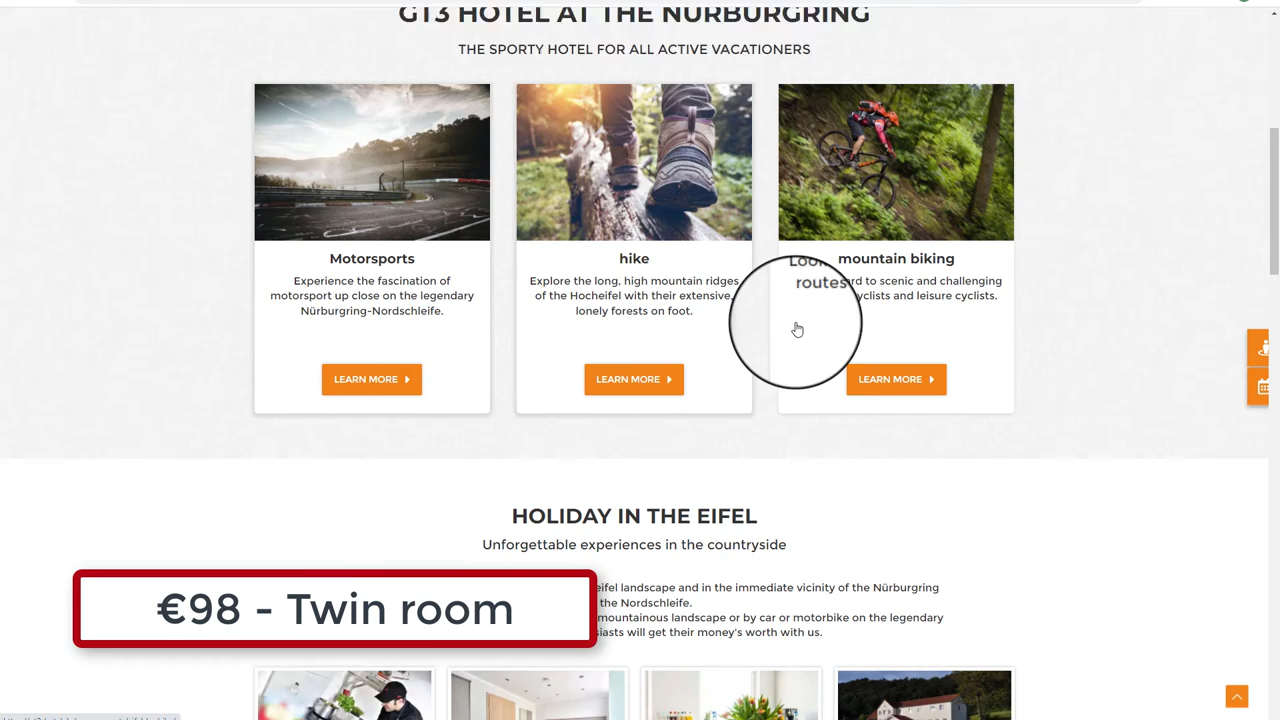 GT3 HOTEL AT THE NÜRBURGRING
THE SPORTY HOTEL FOR ALL ACTIVE VACATIONERS
Motorsports
Experience the fascination of
motorsport up close on the legendary
Nürburgring-Nordschleife.
LEARN MORE
hike
Explore the long, high mountain ridges
of the Hocheifel with their extensive,
lonely forests on foot.
LEARN MORE
mountain biking
rd to scenic and challenging
routes yclists and leisure cyclists.
LEARN MORE
HOLIDAY IN THE EIFEL
Unforgettable experiences in the countryside
eifel landscape and in the immediate vicinity of the Nürburgring
the Nordschleife.
mountainous landscape or by car or motorbike on the legendary
siasts will get their money's worth with us.
€98 - Twin room